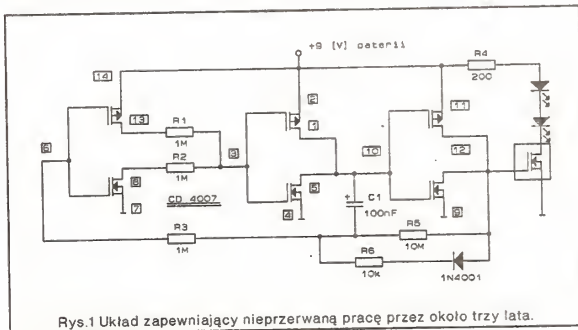 +9 [V] baterii
R4
200
14
2
11
13
R1
1M
1
6
3
10
12
R2
1M
8
5
7
CD 4007
4
C1
+
100nF
9
R3
1M
R5
10M
R6
10k
1N4001
Rys.1 Układ zapewniający nieprzerwaną pracę przez około trzy lata.